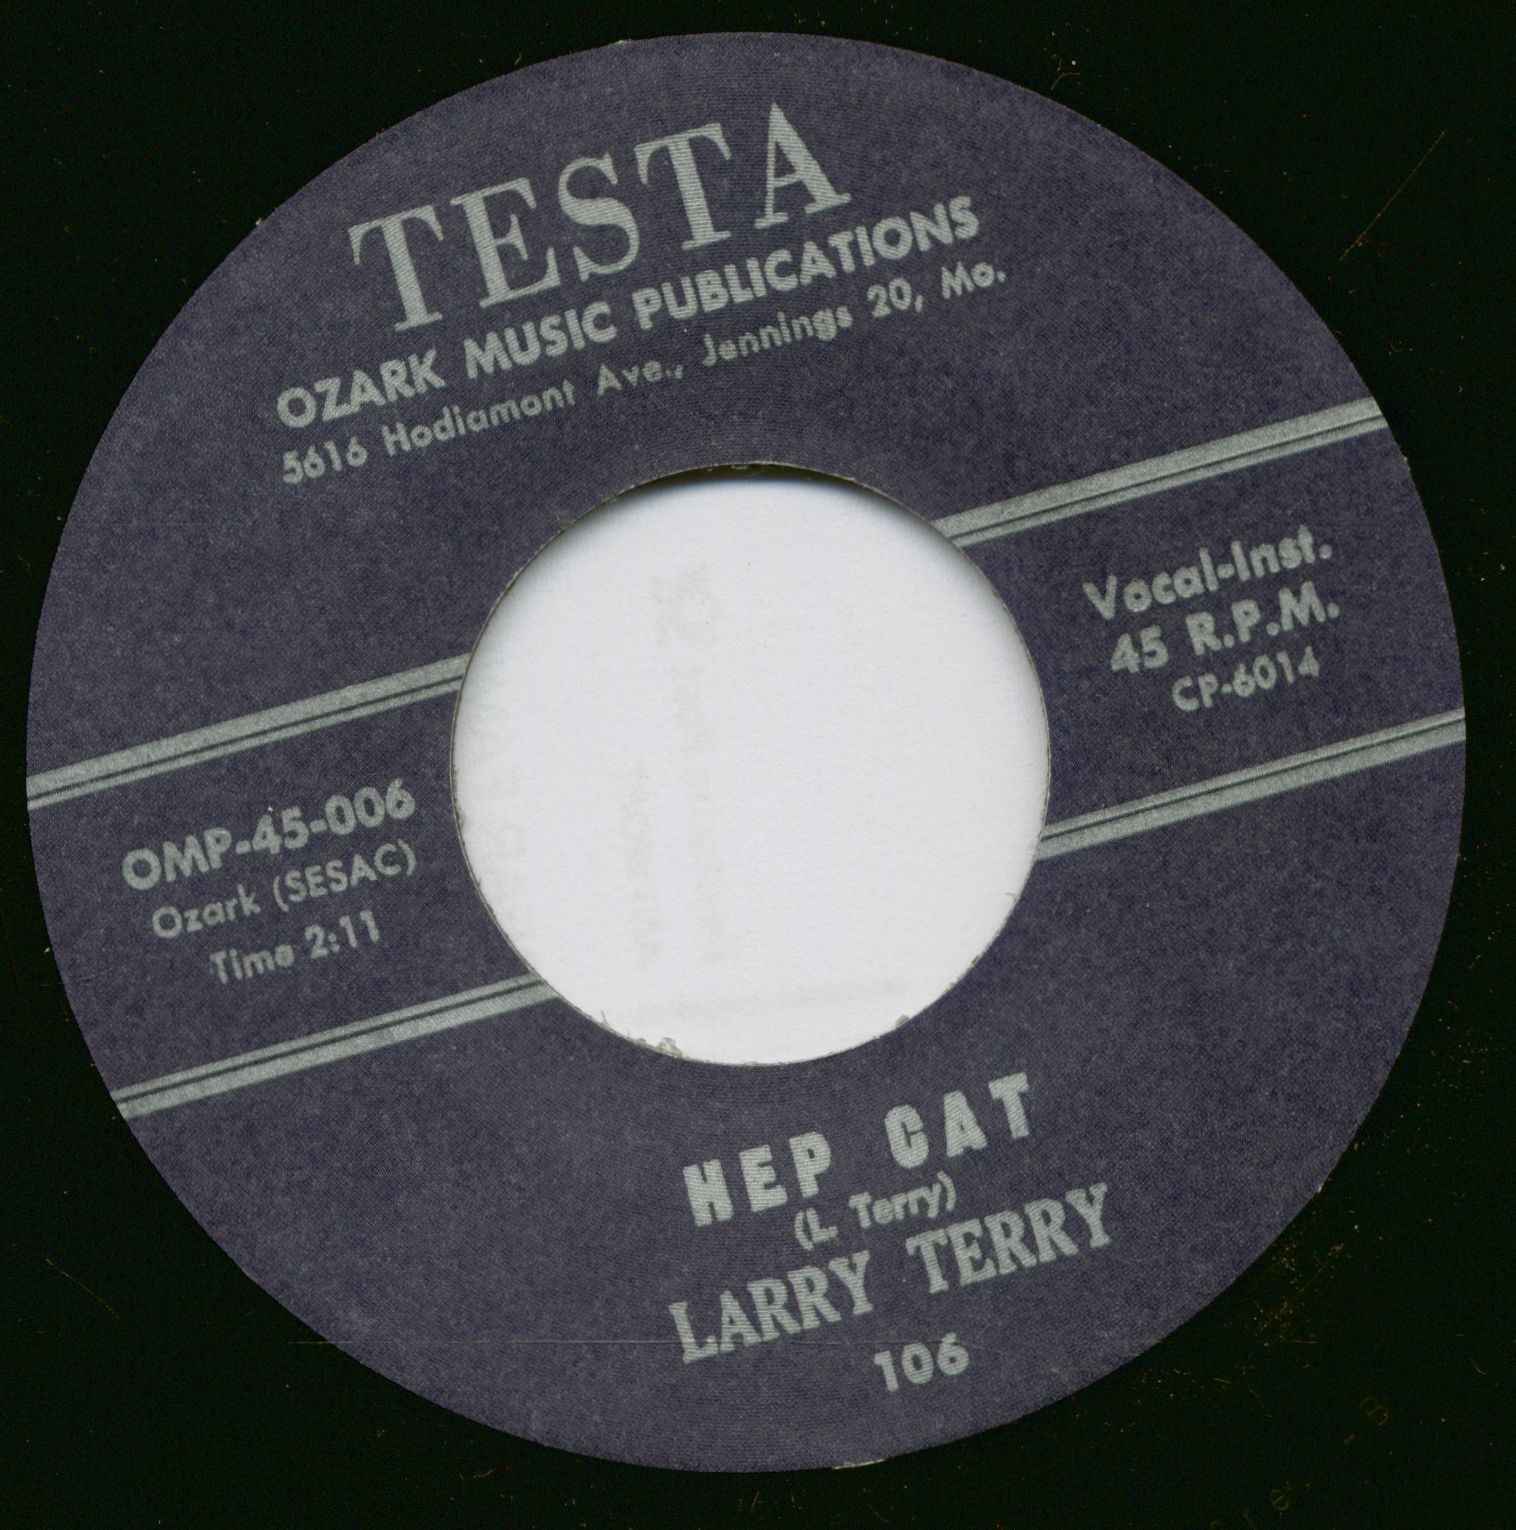 TESTA
OZARK MUSIC PUBLICATIONS
5616 Hodiamont Ave., Jennings 20, Mo.
Vocal-Inst.
45 R.P.M.
CP-6014
OMP-45-006
Ozark (SESAC)
Time 2:11
HEP CAT
(L. Terry)
LARRY TERRY
106